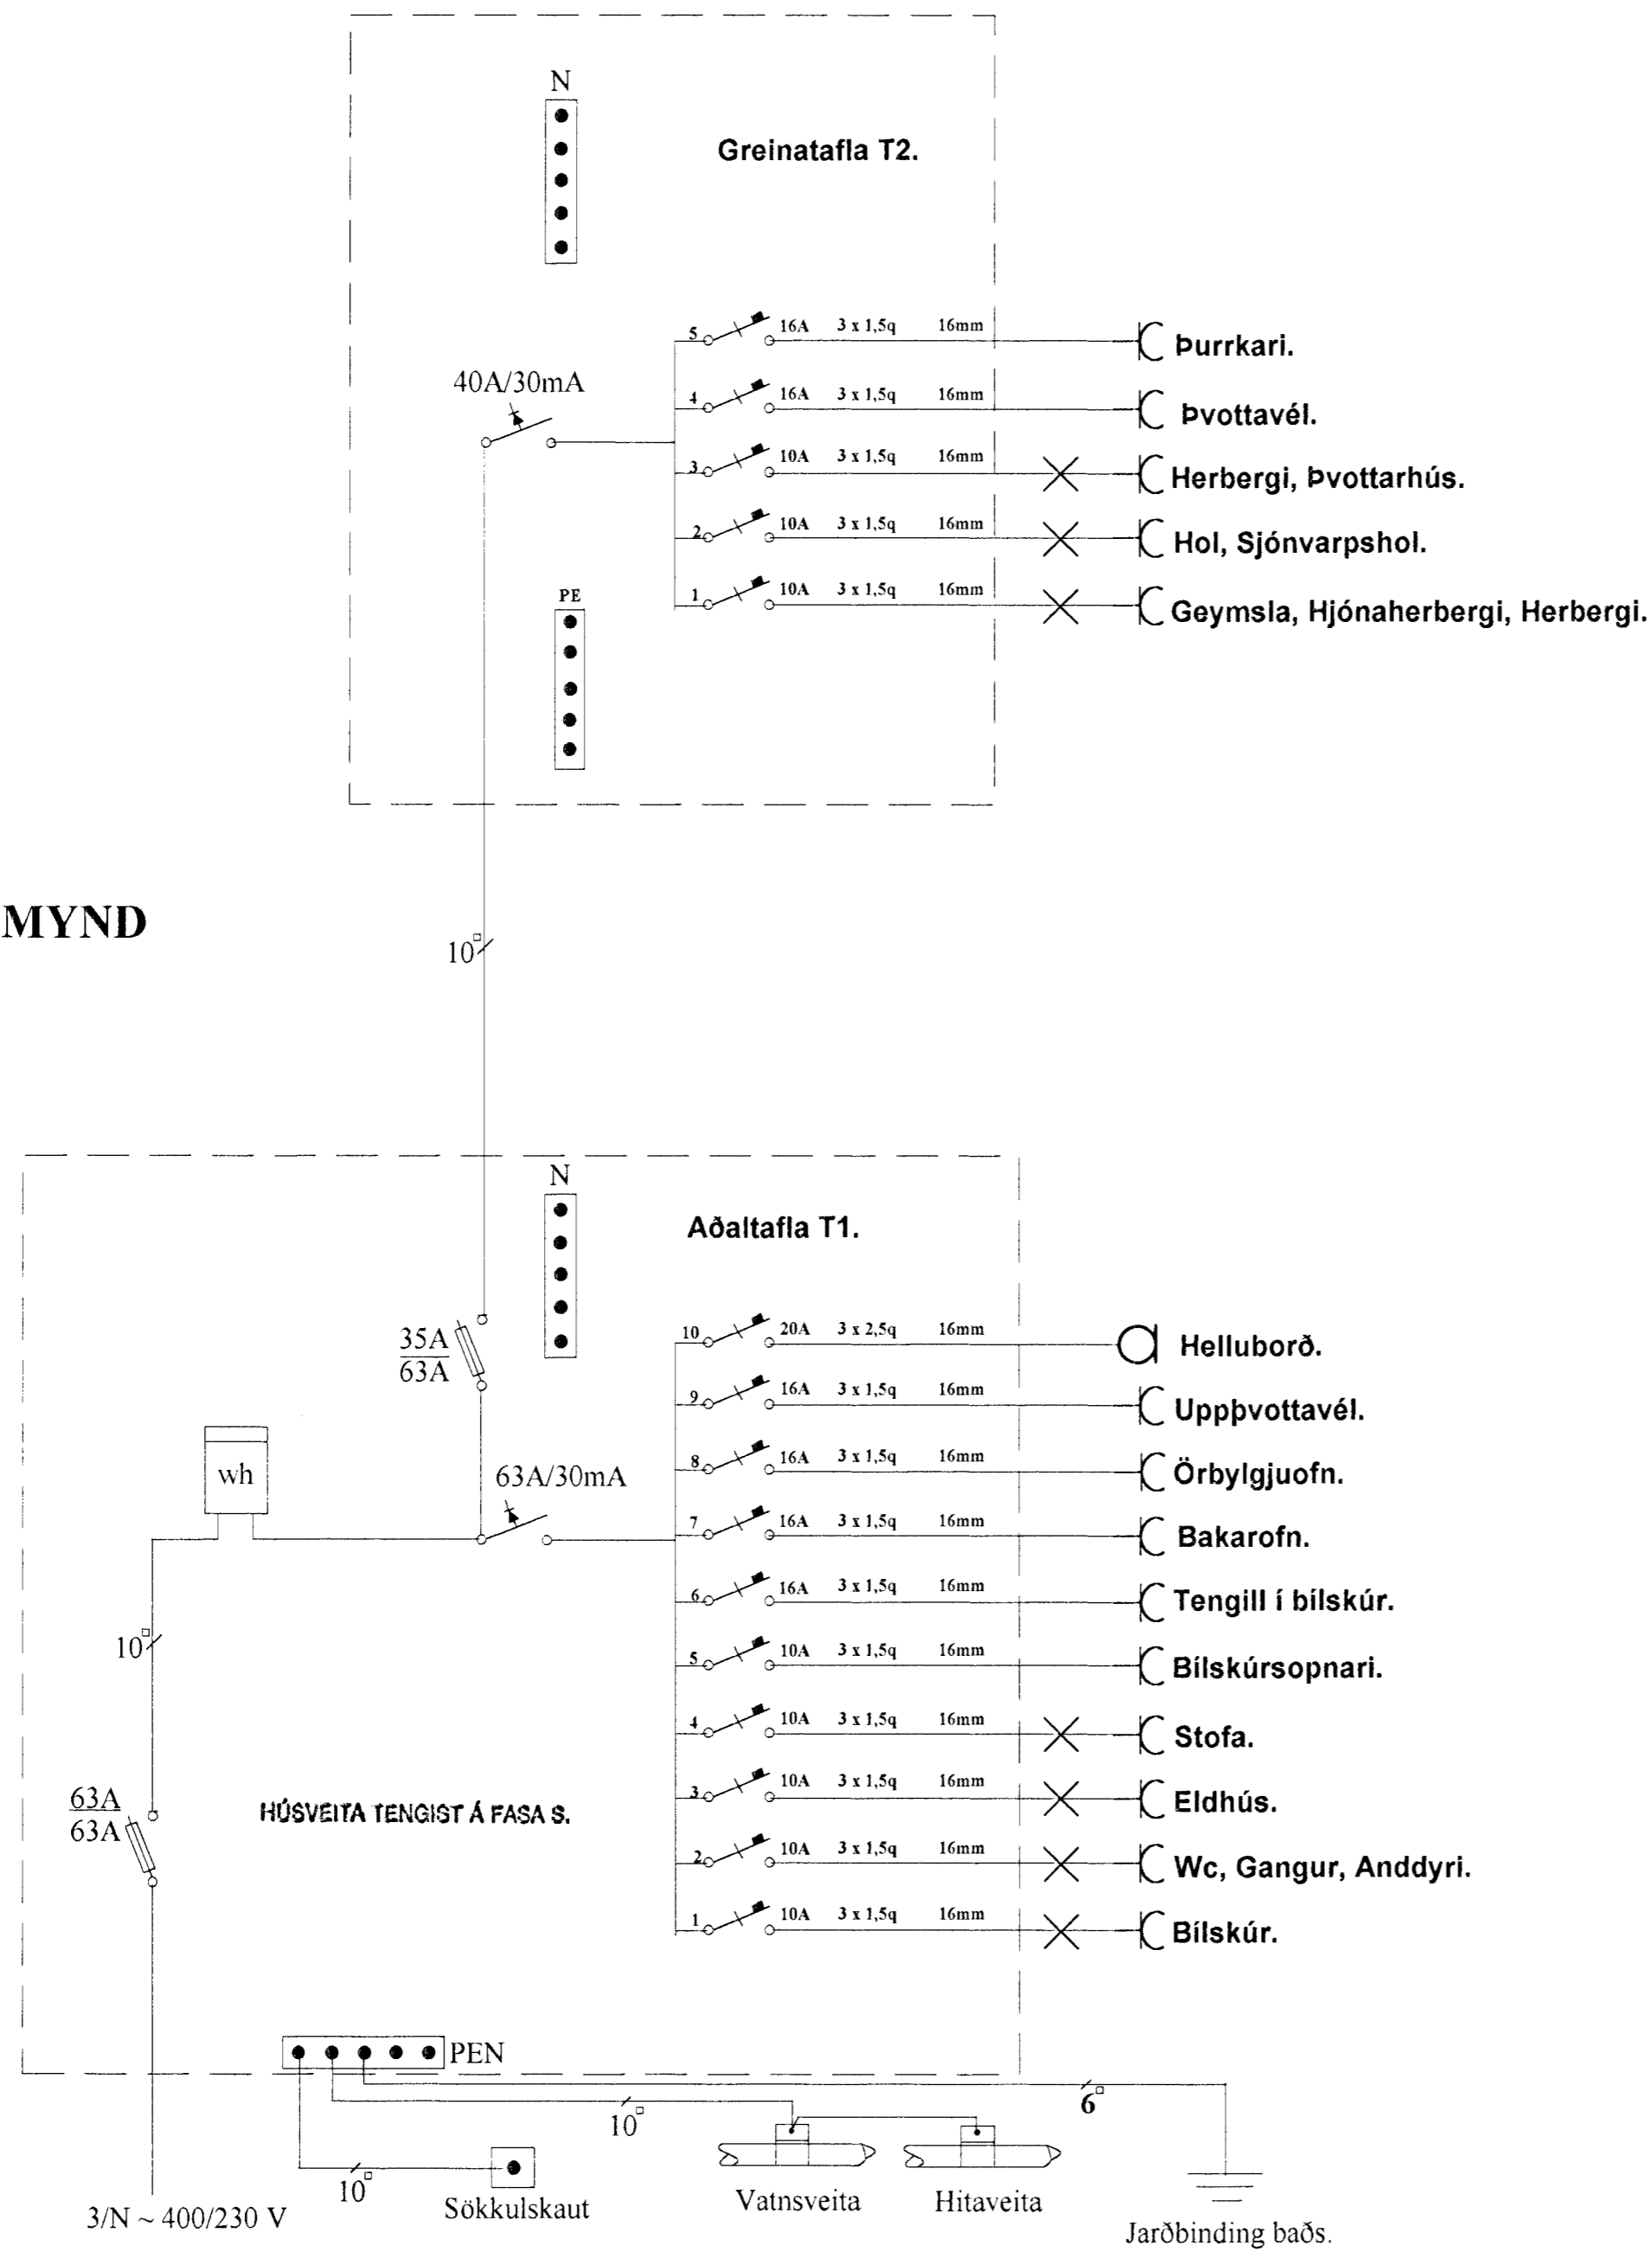 N
Greinatafla T2.
40A/30mA
5 16A 3 x 1,5q 16mm Þurrkari.
4 16A 3 x 1,5q 16mm Þvottavél.
3 10A 3 x 1,5q 16mm Herbergi, Þvottarhús.
2 10A 3 x 1,5q 16mm Hol, Sjónvarpshol.
1 10A 3 x 1,5q 16mm Geymsla, Hjónaherbergi, Herbergi.
PE
MYND
10
N
Aðaltafla T1.
35A
63A
wh
63A/30mA
10 20A 3 x 2,5q 16mm Helluborð.
9 16A 3 x 1,5q 16mm Uppþvottavél.
8 16A 3 x 1,5q 16mm Örbylgjuofn.
7 16A 3 x 1,5q 16mm Bakarofn.
6 16A 3 x 1,5q 16mm Tengill í bílskúr.
5 10A 3 x 1,5q 16mm Bílskúrsopnari.
4 10A 3 x 1,5q 16mm Stofa.
3 10A 3 x 1,5q 16mm Eldhús.
2 10A 3 x 1,5q 16mm Wc, Gangur, Anddyri.
1 10A 3 x 1,5q 16mm Bílskúr.
10
63A
63A
HÚSVEITA TENGIST Á FASA S.
PEN
6
10
10
Sökkulskaut
Vatnsveita
Hitaveita
3/N ~ 400/230 V
Jarðbinding baðs.